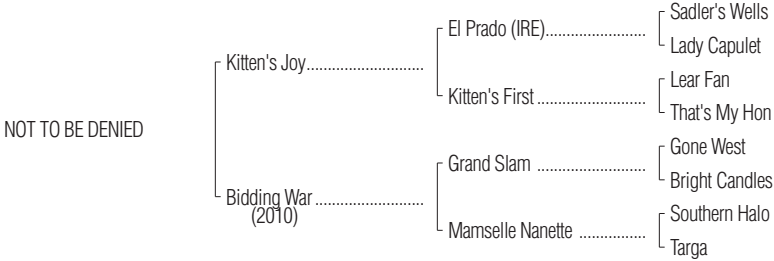 Sadler's Wells
El Prado (IRE)........................
Lady Capulet
Kitten's Joy............................
Lear Fan
Kitten's First..........................
That's My Hon
NOT TO BE DENIED
Gone West
Grand Slam ..........................
Bright Candles
Bidding War..........................
(2010)
Southern Halo
Mamselle Nanette ................
Targa